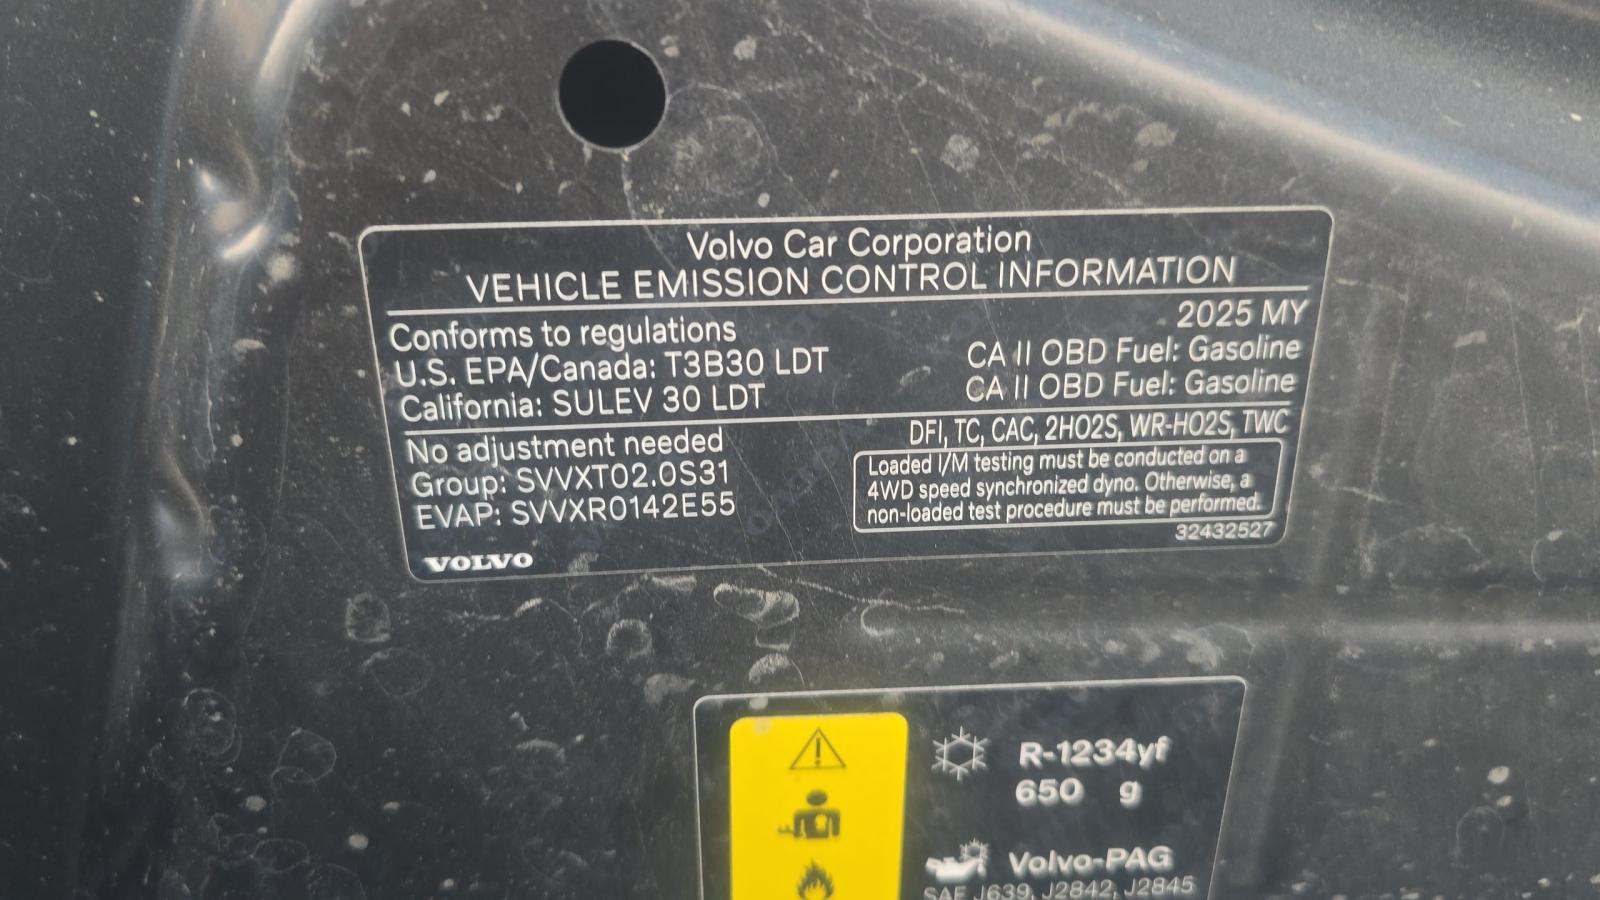 Volvo Car Corporation
VEHICLE EMISSION CONTROL INFORMATION
2025 MY
Conforms to regulations
U.S. EPA/Canada: T3B30 LDT CA II OBD Fuel: Gasoline
California: SULEV 30 LDT CA II OBD Fuel: Gasoline
No adjustment needed DFI, TC, CAC, 2HO2S, WR-HO2S, TWC
Group: SVVXT02.0S31
EVAP: SVVXR0142E55
Loaded I/M testing must be conducted on a
4WD speed synchronized dyno. Otherwise, a
non-loaded test procedure must be performed.
32432527
VOLVO
R-1234yf
650 g
Volvo-PAG
SAE J639, J2842, J2845